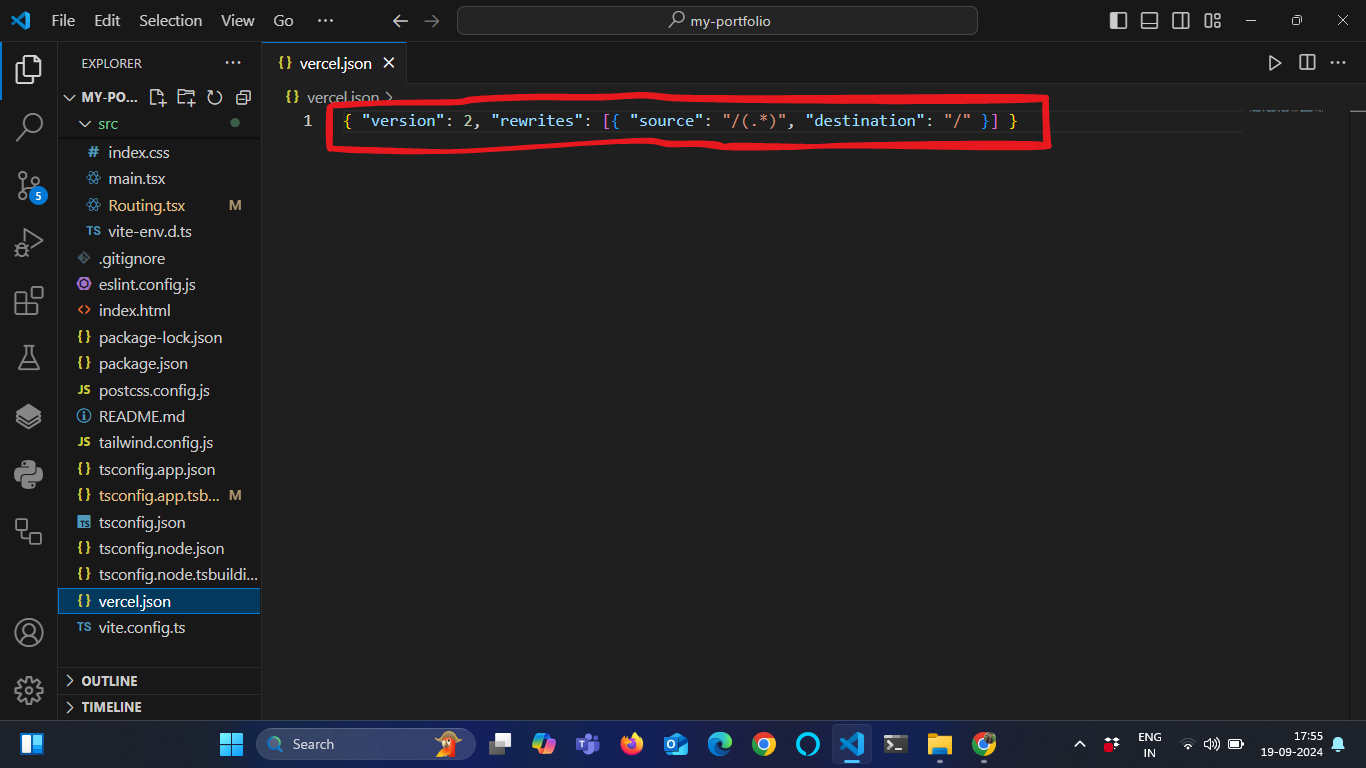 File Edit Selection View Go ···
my-portfolio
EXPLORER ···
vercel.json
MY-PO...
src
index.css
main.tsx
Routing.tsx M
TS vite-env.d.ts
.gitignore
eslint.config.js
<> index.html
{} package-lock.json
{} package.json
JS postcss.config.js
README.md
JS tailwind.config.js
{} tsconfig.app.json
{} tsconfig.app.tsb... M
TS tsconfig.json
{} tsconfig.node.json
{} tsconfig.node.tsbuildi...
{} vercel.json
TS vite.config.ts
OUTLINE
TIMELINE
5
{} vercel.json >
1 { "version": 2, "rewrites": [{ "source": "/(.*)", "destination": "/" }] }
Search
ENG
IN
17:55
19-09-2024